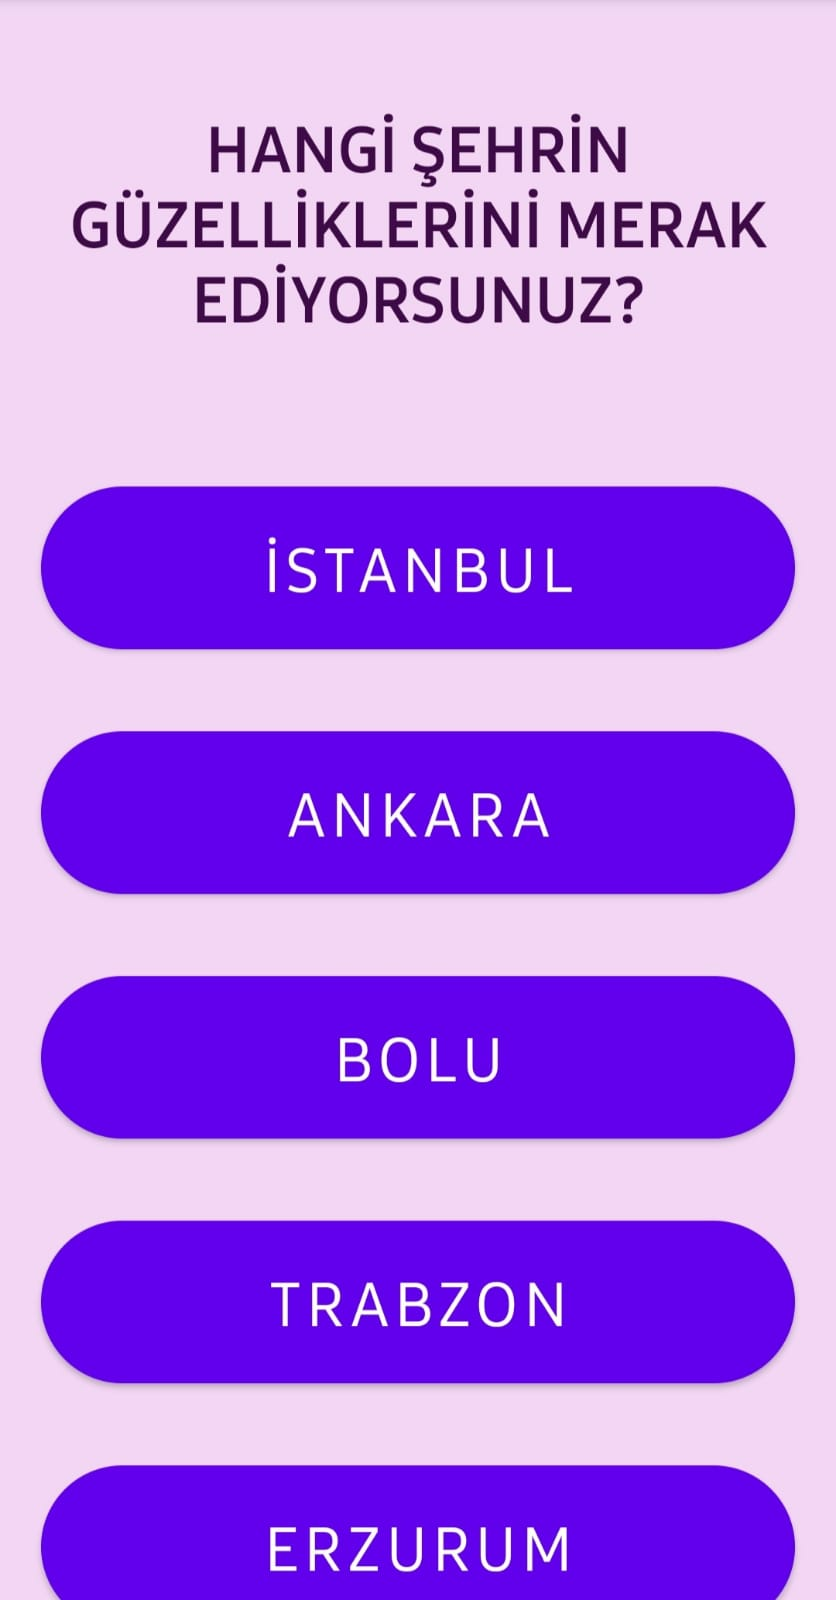 HANGİ ŞEHRİN
GÜZELLİKLERİNİ MERAK
EDİYORSUNUZ?
İSTANBUL
ANKARA
BOLU
TRABZON
ERZURUM